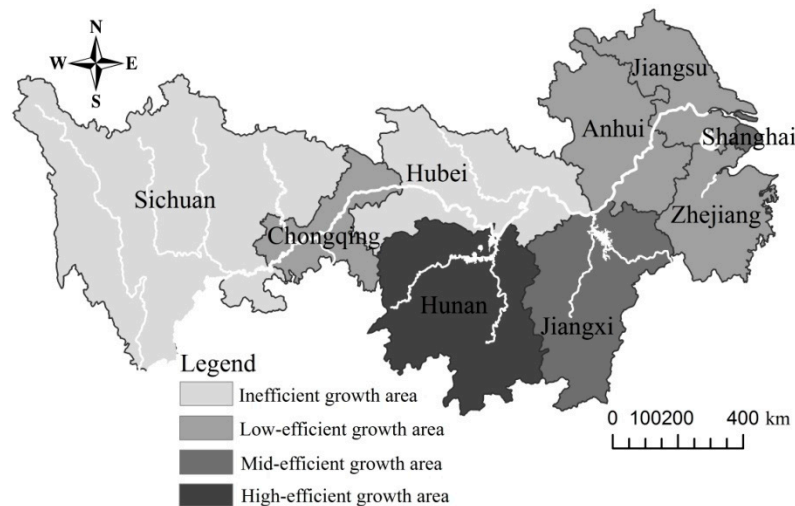 N
W E
S
Jiangsu
Anhui
Shanghai
Hubei
Sichuan
Zhejiang
Chongqing
Hunan
Jiangxi
Legend
Inefficient growth area
Low-efficient growth area
Mid-efficient growth area
High-efficient growth area
0 100200 400 km